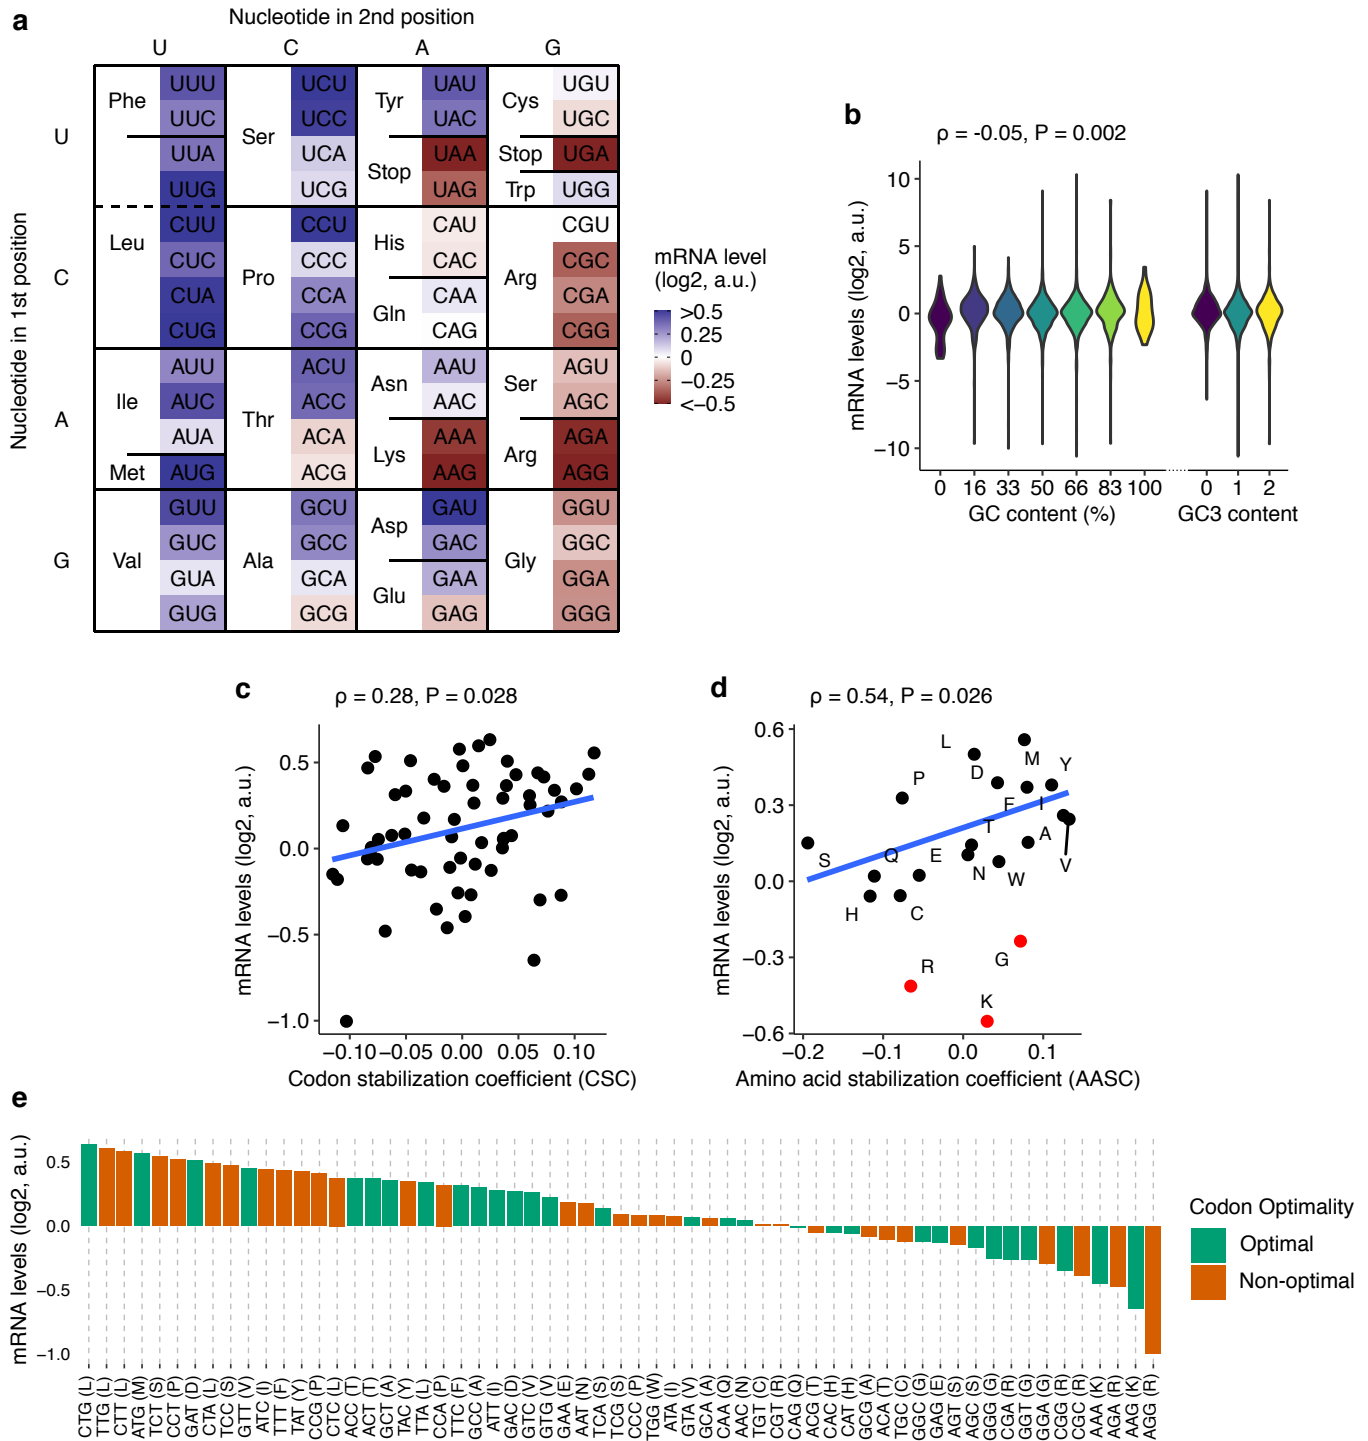 a
Nucleotide in 2nd position
U C A G
Nucleotide in 1st position
U
Phe UUU UCU Tyr UAU Cys UGU
UUC Ser UCC UAC UGC
UUA UCA Stop UAA Stop UGA
UUG UCG UAG Trp UGG
C
Leu CUU CCU His CAU CGU
CUC Pro CCC CAC Arg CGC
CUA CCA Gln CAA CGA
CUG CCG CAG CGG
A
Ile AUU ACU Asn AAU Ser AGU
AUC Thr ACC AAC AGC
AUA ACA Lys AAA Arg AGA
Met AUG ACG AAG AGG
G
Val GUU GCU Asp GAU Gly GGU
GUC Ala GCC GAC GGC
GUA GCA Glu GAA GGA
GUG GCG GAG GGG
mRNA level
(log2, a.u.)
>0.5
0.25
0
−0.25
<−0.5
b
ρ = -0.05, P = 0.002
mRNA levels (log2, a.u.)
10
5
0
−5
−10
0 16 33 50 66 83 100 0 1 2
GC content (%) GC3 content
c
ρ = 0.28, P = 0.028
mRNA levels (log2, a.u.)
0.5
0.0
−0.5
−1.0
−0.10 −0.05 0.00 0.05 0.10
Codon stabilization coefficient (CSC)
d
ρ = 0.54, P = 0.026
mRNA levels (log2, a.u.)
0.6
0.3
0.0
−0.3
−0.6
L
M
Y
D
P
F
I
T
A
S
Q
E
V
N
W
H
C
G
R
K
−0.2 −0.1 0.0 0.1
Amino acid stabilization coefficient (AASC)
e
mRNA levels (log2, a.u.)
0.5
0.0
−0.5
−1.0
CTG (L)
TTG (L)
CTT (L)
ATG (M)
TCT (S)
CCT (P)
GAT (D)
CTA (L)
TCC (S)
GTT (V)
ATC (I)
TTT (F)
TAT (Y)
CCG (P)
CTC (L)
ACC (T)
ACT (T)
GCT (A)
TAC (Y)
TTA (L)
CCA (P)
TTC (F)
GCC (A)
ATT (I)
GAC (D)
GTC (V)
GTG (V)
GAA (E)
AAT (N)
TCA (S)
TCG (S)
CCC (P)
TGG (W)
ATA (I)
GTA (V)
GCA (A)
CAA (Q)
AAC (N)
TGT (C)
CGT (R)
CAG (Q)
ACG (T)
CAC (H)
CAT (H)
GCG (A)
ACA (T)
TGC (C)
GGC (G)
GAG (E)
AGT (S)
AGC (S)
GGG (G)
CGA (R)
GGT (G)
GGA (G)
CGG (R)
CGC (R)
AAA (K)
AGA (R)
AAG (K)
AGG (R)
Codon Optimality
Optimal
Non-optimal